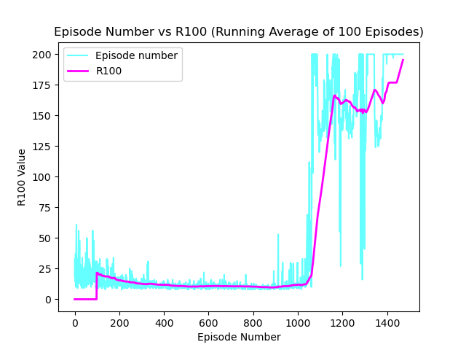 Episode Number vs R100 (Running Average of 100 Episodes)
Episode number
R100
200
175
150
125
100
75
50
25
0
R100 Value
0 200 400 600 800 1000 1200 1400
Episode Number